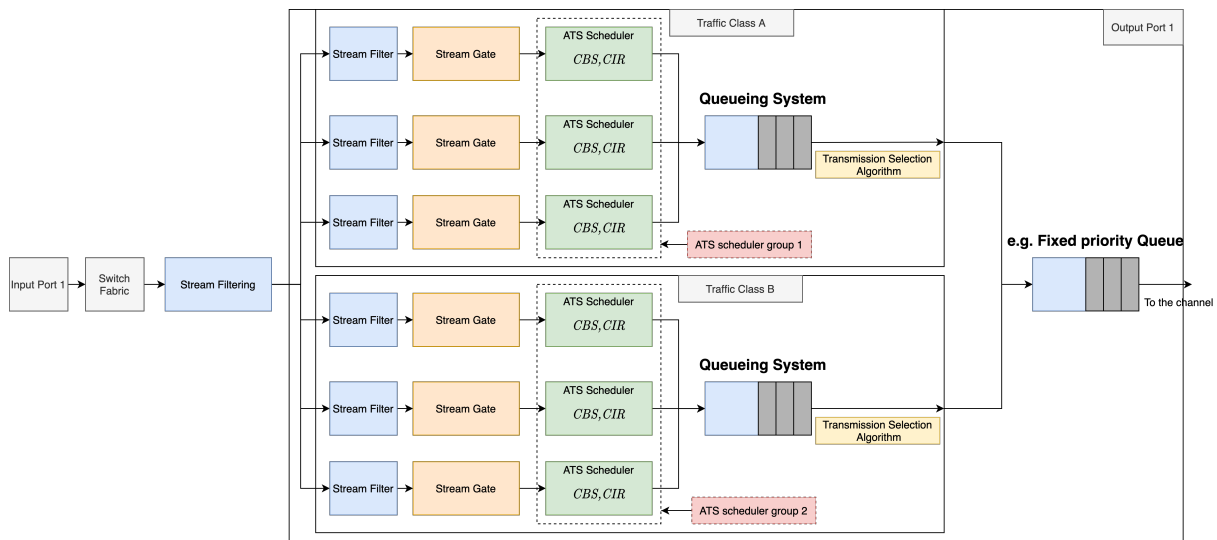 Traffic Class A
Output Port 1
Stream Filter
Stream Gate
ATS Scheduler
CBS,CIR
Queueing System
Stream Filter
Stream Gate
ATS Scheduler
CBS,CIR
Transmission Selection
Algorithm
Stream Filter
Stream Gate
ATS Scheduler
CBS,CIR
ATS scheduler group 1
e.g. Fixed priority Queue
Input Port 1
Switch
Fabric
Stream Filtering
Traffic Class B
To the channel
Stream Filter
Stream Gate
ATS Scheduler
CBS,CIR
Queueing System
Stream Filter
Stream Gate
ATS Scheduler
CBS,CIR
Transmission Selection
Algorithm
Stream Filter
Stream Gate
ATS Scheduler
CBS,CIR
ATS scheduler group 2